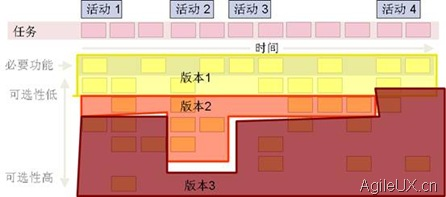 活动 1 活动 2 活动 3 活动 4
任务
时间
必要功能
版本1
可选性低
版本2
可选性高
版本3
AgileUX.cn